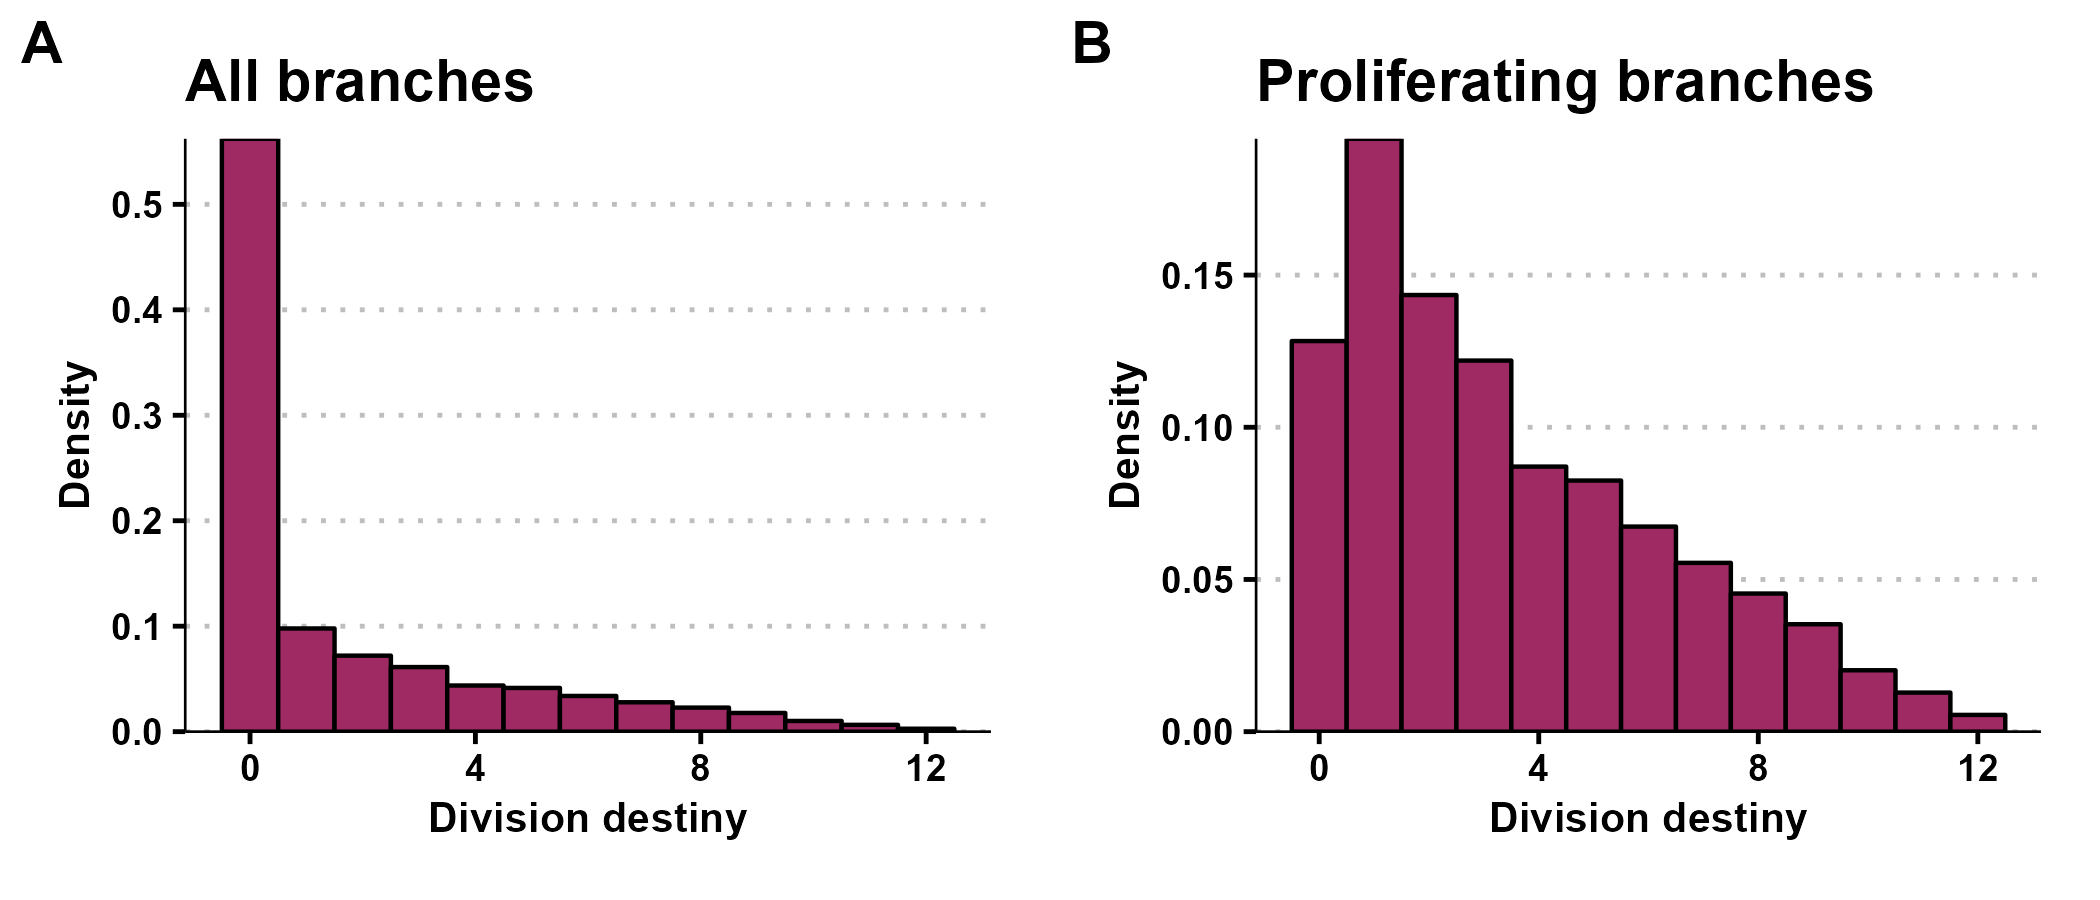 A
All branches
0.5
0.4
0.3
0.2
0.1
0.0
Density
0 4 8 12
Division destiny
B
Proliferating branches
0.15
0.10
0.05
0.00
Density
0 4 8 12
Division destiny